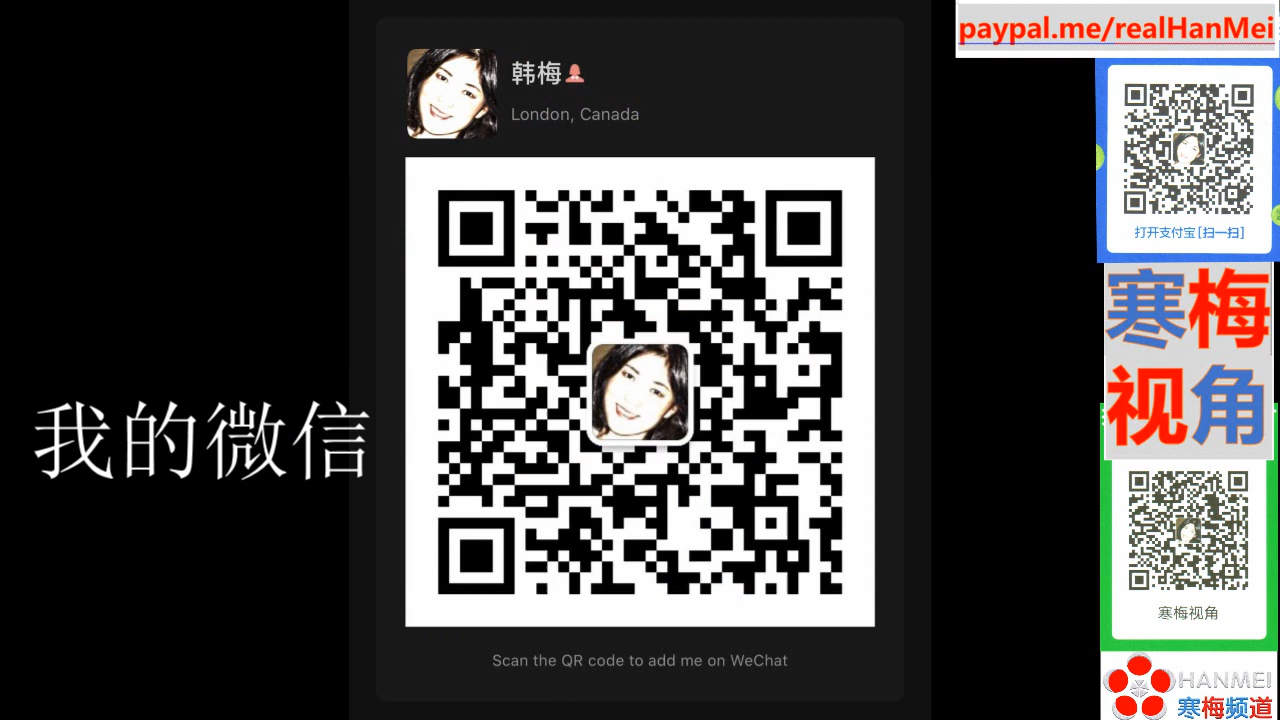 韩梅
London, Canada
我的微信
Scan the QR code to add me on WeChat
paypal.me/realHanMei
打开支付宝[扫一扫]
寒梅
视角
寒梅视角
HANMEI
寒梅频道